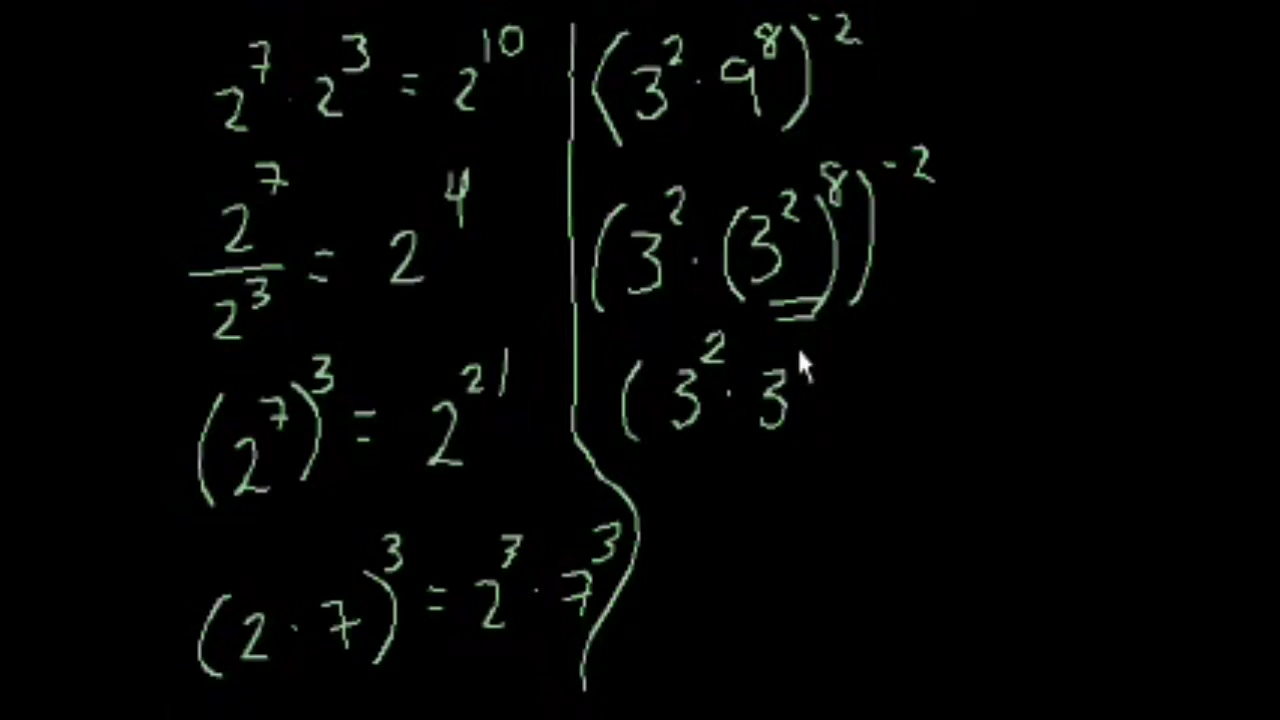 2^7 · 2^3 = 2^10
2^7 / 2^3 = 2^4
(2^7)^3 = 2^21
(2 · 7)^3 = 2^3 · 7^3
(3^2 · 9^8)^-2
(3^2 · (3^2)^8)^-2
(3^2 · 3